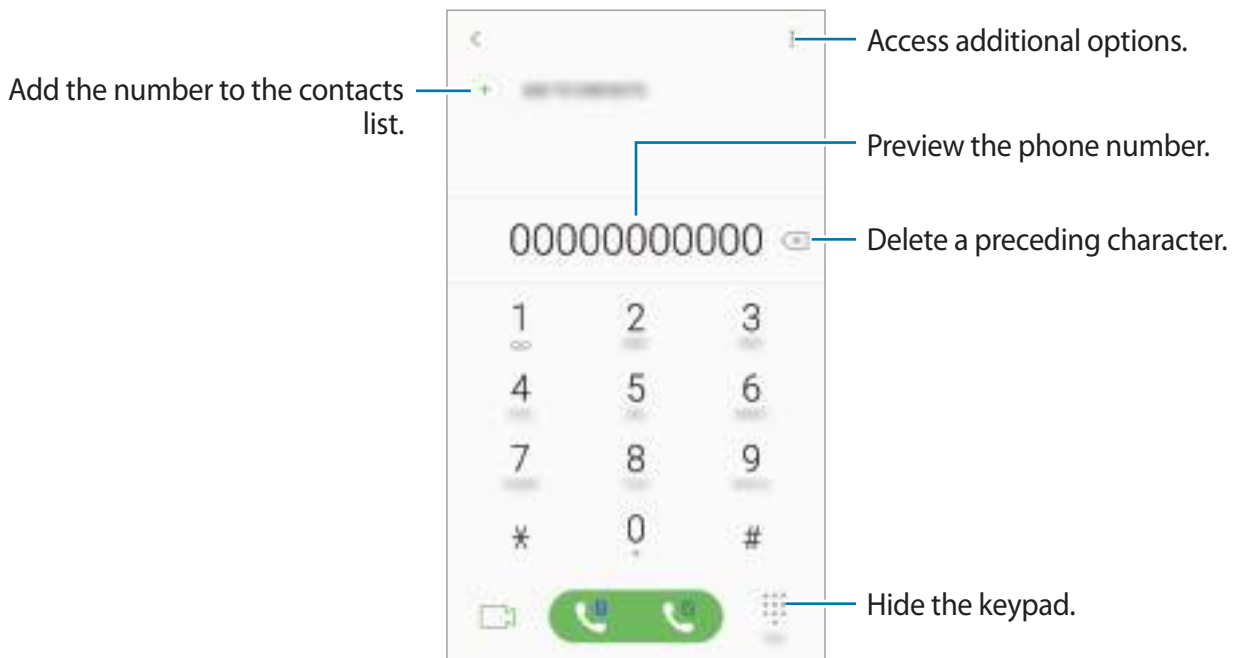 Access additional options.
Add the number to the contacts
list.
Preview the phone number.
00000000000
Delete a preceding character.
1 2 3
4 5 6
7 8 9
* 0 #
Hide the keypad.